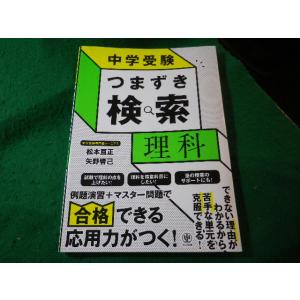 中学受験
つまずき
検索
理科
松本亘正
矢野響己
試験で理科の点を
上げたい!
理科を得意科目に
したい!
塾の授業の
サポートにも!
例題演習+マスター問題で
合格できる
応用力がつく!
できない理由が
わかるから、
苦手な単元を
克服できる!